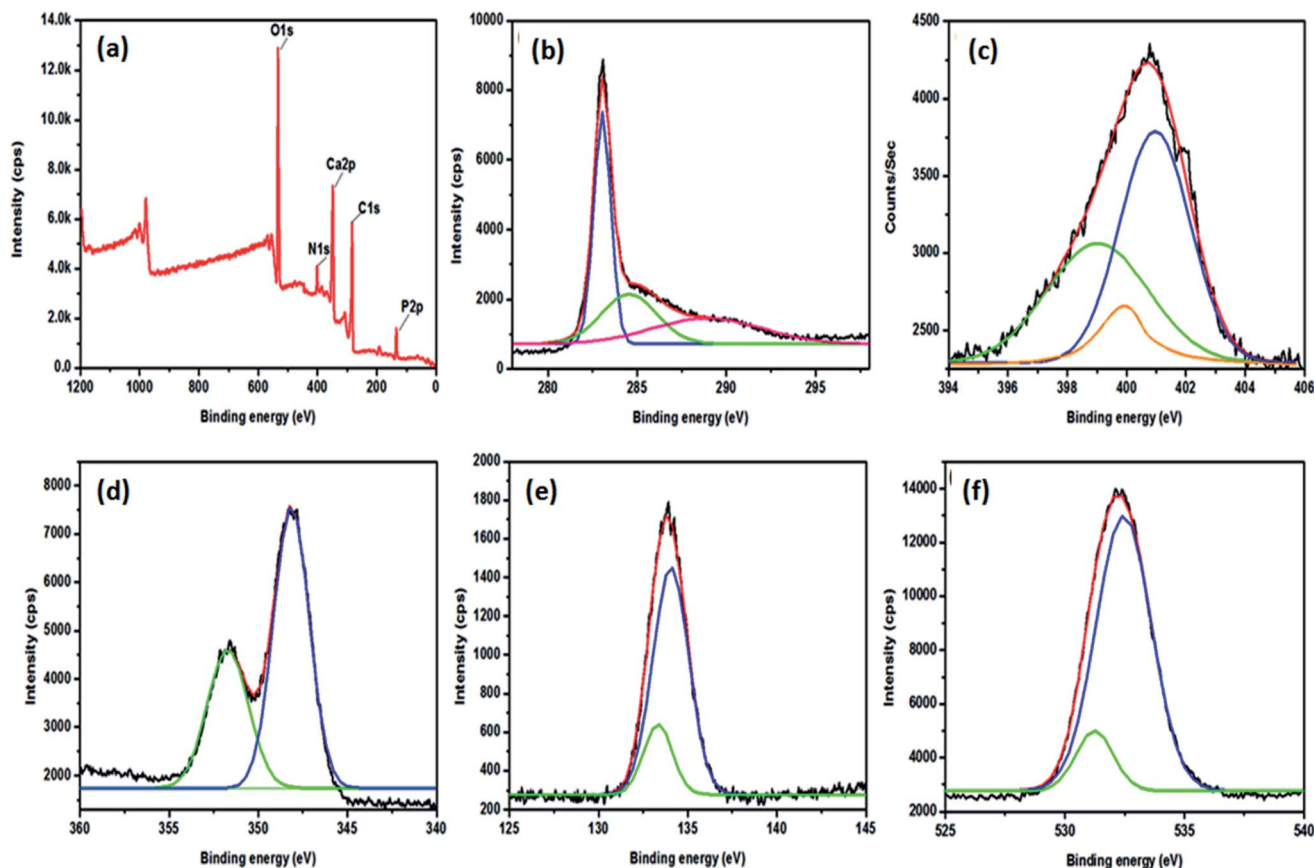 (a)
O1s
Ca2p
C1s
N1s
P2p
Intensity (cps)
14.0k
12.0k
10.0k
8.0k
6.0k
4.0k
2.0k
0.0
1200 1000 800 600 400 200 0
Binding energy (eV)
(b)
Intensity (cps)
10000
8000
6000
4000
2000
0
280 285 290 295
Binding energy (eV)
(c)
Counts/Sec
4500
3750
3000
2500
394 396 398 400 402 404 406
Binding energy (eV)
(d)
Intensity (cps)
8000
7000
6000
5000
4000
3000
2000
360 355 350 345 340
Binding energy (eV)
(e)
Intensity (cps)
2000
1800
1600
1400
1200
1000
800
600
400
200
125 130 135 140 145
Binding energy (eV)
(f)
Intensity (cps)
14000
12000
10000
8000
6000
4000
2000
525 530 535 540
Binding energy (eV)